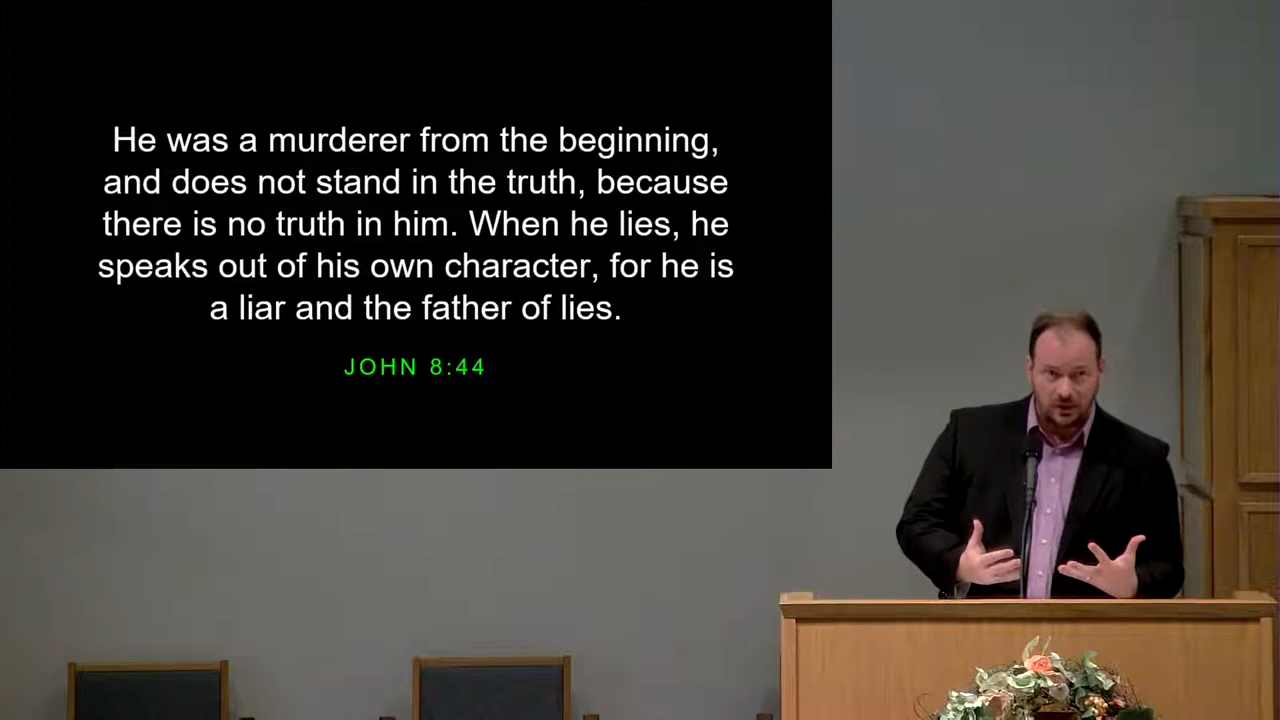 He was a murderer from the beginning,
and does not stand in the truth, because
there is no truth in him. When he lies, he
speaks out of his own character, for he is
a liar and the father of lies.
JOHN 8:44